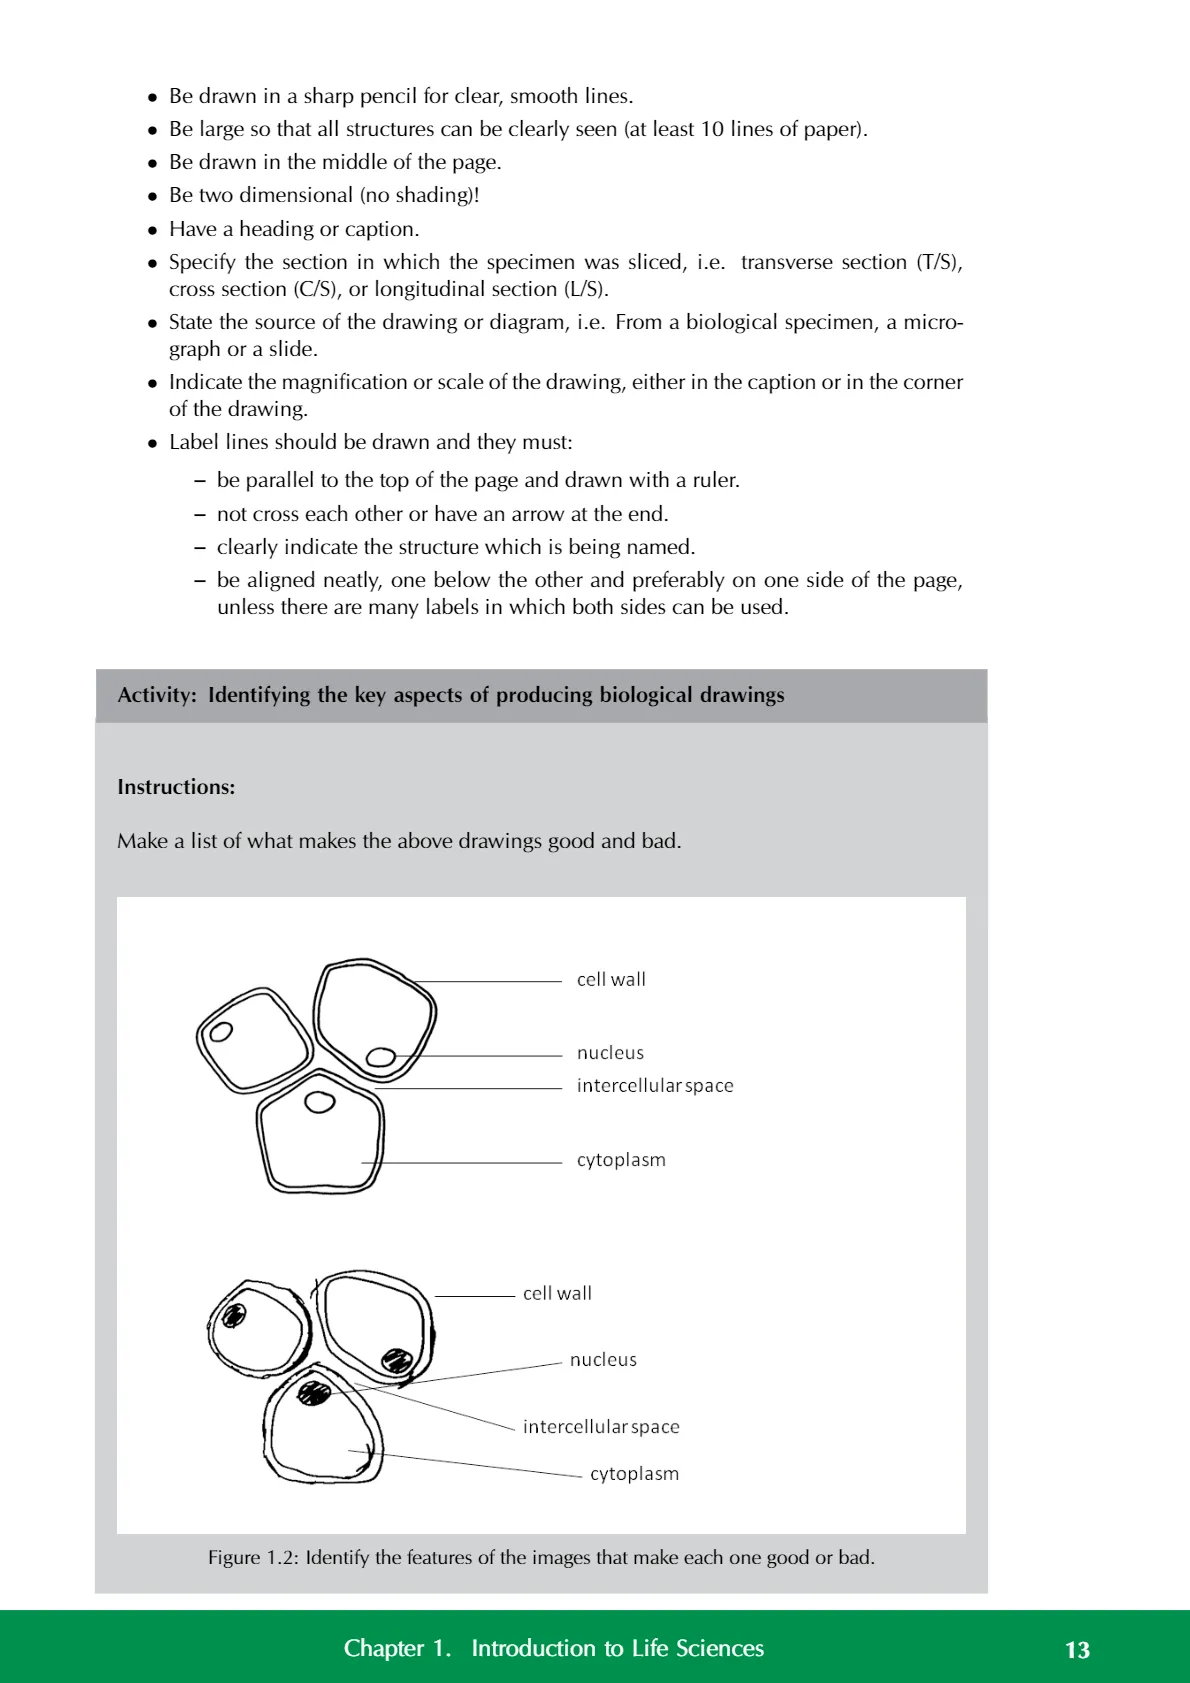 • Be drawn in a sharp pencil for clear, smooth lines.
• Be large so that all structures can be clearly seen (at least 10 lines of paper).
• Be drawn in the middle of the page.
• Be two dimensional (no shading)!
• Have a heading or caption.
• Specify the section in which the specimen was sliced, i.e. transverse section (T/S),
cross section (C/S), or longitudinal section (L/S).
• State the source of the drawing or diagram, i.e. From a biological specimen, a micro-
graph or a slide.
• Indicate the magnification or scale of the drawing, either in the caption or in the corner
of the drawing.
• Label lines should be drawn and they must:
– be parallel to the top of the page and drawn with a ruler.
– not cross each other or have an arrow at the end.
– clearly indicate the structure which is being named.
– be aligned neatly, one below the other and preferably on one side of the page,
unless there are many labels in which both sides can be used.
Activity: Identifying the key aspects of producing biological drawings
Instructions:
Make a list of what makes the above drawings good and bad.
cell wall
nucleus
intercellular space
cytoplasm
cell wall
nucleus
intercellular space
cytoplasm
Figure 1.2: Identify the features of the images that make each one good or bad.
Chapter 1. Introduction to Life Sciences 13